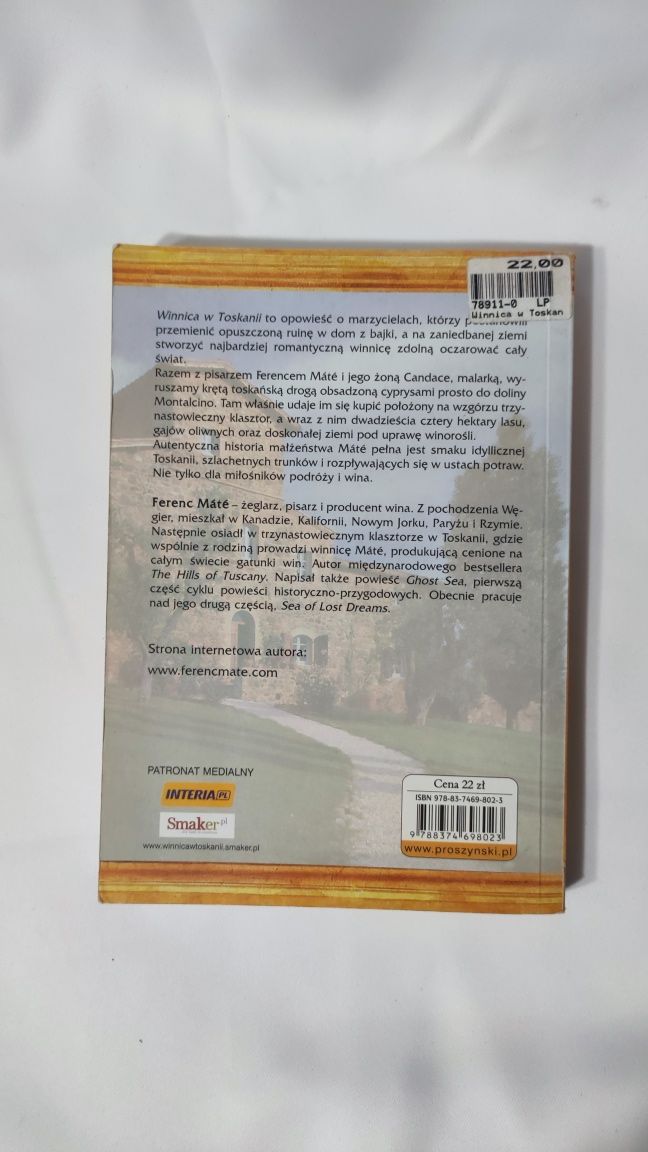 22,00
78911-0 LP
Winnica w Toskan
Winnica w Toskanii to opowieść o marzycielach, którzy postanowili
przemienić opuszczoną ruinę w dom z bajki, a na zaniedbanej ziemi
stworzyć najbardziej romantyczną winnicę zdolną oczarować cały
świat.
Razem z pisarzem Ferencem Máté i jego żoną Candace, malarką, wy-
ruszamy krętą toskańską drogą obsadzoną cyprysami prosto do doliny
Montalcino. Tam właśnie udaje im się kupić położony na wzgórzu trzy-
nastowieczny klasztor, a wraz z nim dwadzieścia cztery hektary lasu,
gajów oliwnych oraz doskonałej ziemi pod uprawę winorośli.
Autentyczna historia małżeństwa Máté pełna jest smaku idyllicznej
Toskanii, szlachetnych trunków i rozpływających się w ustach potraw.
Nie tylko dla miłośników podróży i wina.
Ferenc Máté – żeglarz, pisarz i producent wina. Z pochodzenia Wę-
gier, mieszkał w Kanadzie, Kalifornii, Nowym Jorku, Paryżu i Rzymie.
Następnie osiadł w trzynastowiecznym klasztorze w Toskanii, gdzie
wspólnie z rodziną prowadzi winnicę Máté, produkującą cenione na
całym świecie gatunki win. Autor międzynarodowego bestsellera
The Hills of Tuscany. Napisał także powieść Ghost Sea, pierwszą
część cyklu powieści historyczno-przygodowych. Obecnie pracuje
nad jego drugą częścią, Sea of Lost Dreams.
Strona internetowa autora:
www.ferencmate.com
PATRONAT MEDIALNY
INTERIA.PL
Smaker.pl
www.winnicawtoskanii.smaker.pl
Cena 22 zł
ISBN 978-83-7469-802-3
9 788374 698023
www.proszynski.pl